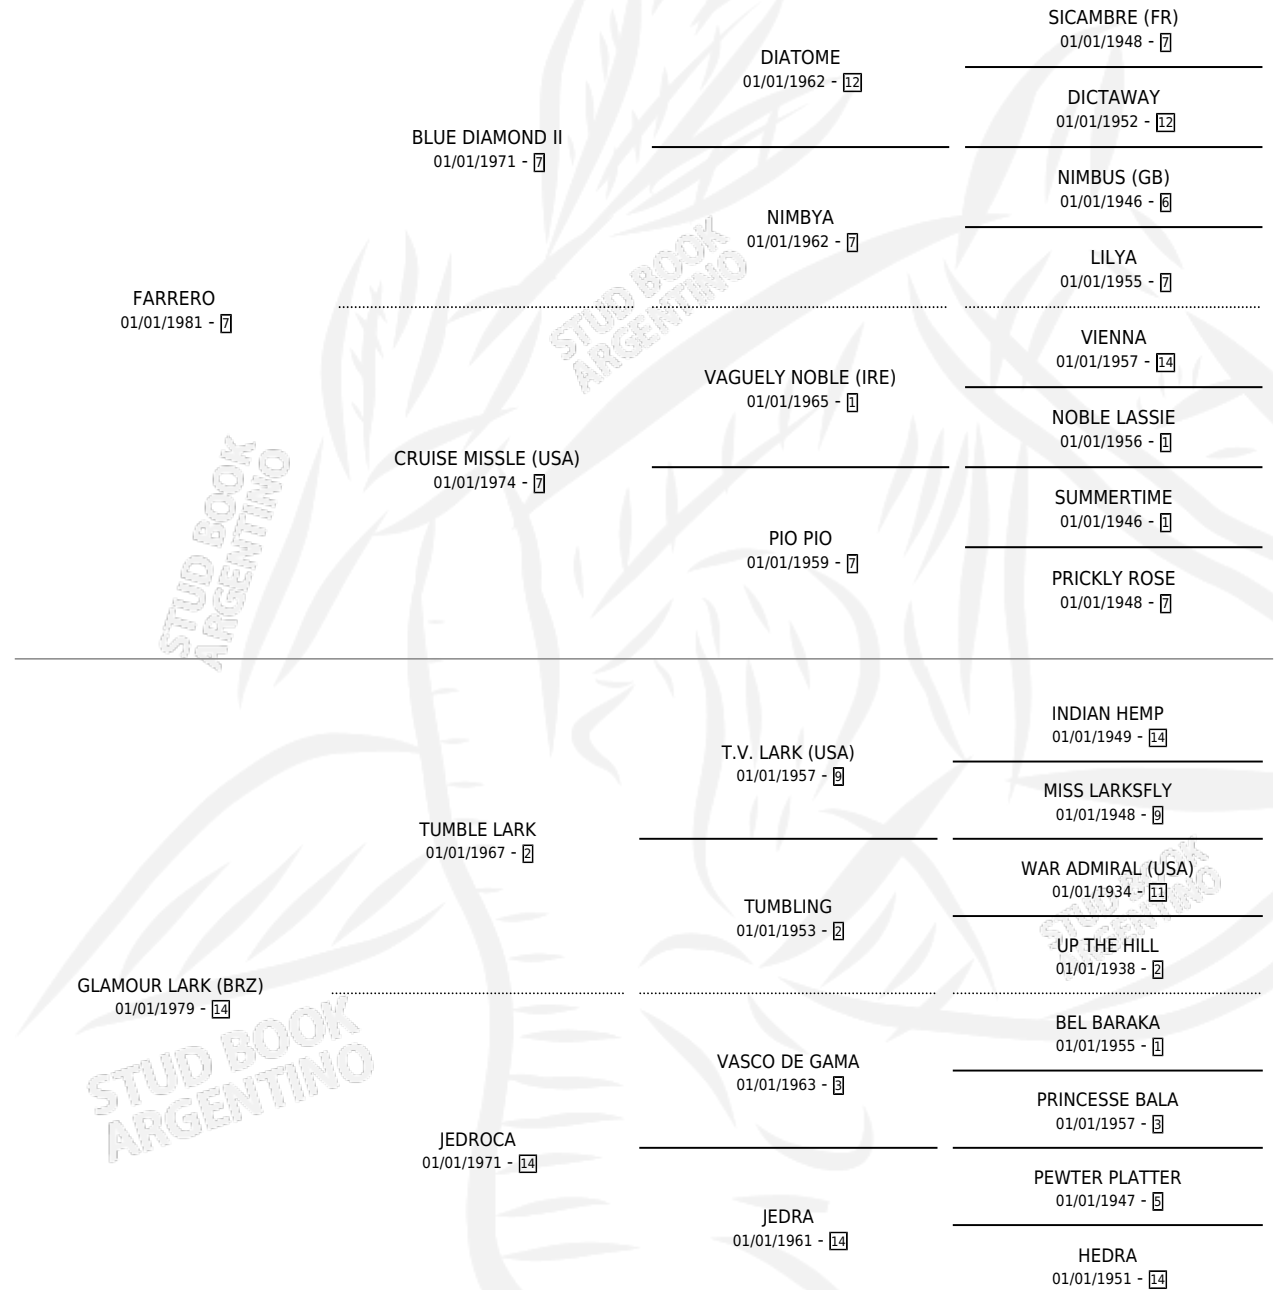 SICAMBRE (FR)
01/01/1948 - 7
DIATOME
01/01/1962 - 12
DICTAWAY
01/01/1952 - 12
BLUE DIAMOND II
01/01/1971 - 7
NIMBUS (GB)
01/01/1946 - 6
NIMBYA
01/01/1962 - 7
LILYA
01/01/1955 - 7
FARRERO
01/01/1981 - 7
VIENNA
01/01/1957 - 14
VAGUELY NOBLE (IRE)
01/01/1965 - 1
NOBLE LASSIE
01/01/1956 - 1
CRUISE MISSLE (USA)
01/01/1974 - 7
SUMMERTIME
01/01/1946 - 1
PIO PIO
01/01/1959 - 7
PRICKLY ROSE
01/01/1948 - 7
INDIAN HEMP
01/01/1949 - 14
T.V. LARK (USA)
01/01/1957 - 9
MISS LARKSFLY
01/01/1948 - 9
TUMBLE LARK
01/01/1967 - 2
WAR ADMIRAL (USA)
01/01/1934 - 11
TUMBLING
01/01/1953 - 2
UP THE HILL
01/01/1938 - 2
GLAMOUR LARK (BRZ)
01/01/1979 - 14
BEL BARAKA
01/01/1955 - 1
VASCO DE GAMA
01/01/1963 - 3
PRINCESSE BALA
01/01/1957 - 3
JEDROCA
01/01/1971 - 14
PEWTER PLATTER
01/01/1947 - 5
JEDRA
01/01/1961 - 14
HEDRA
01/01/1951 - 14
STUD BOOK
ARGENTINO
STUD BOOK
ARGENTINO
STUD BOOK
ARGENTINO
STUD BOOK
ARGENTINO